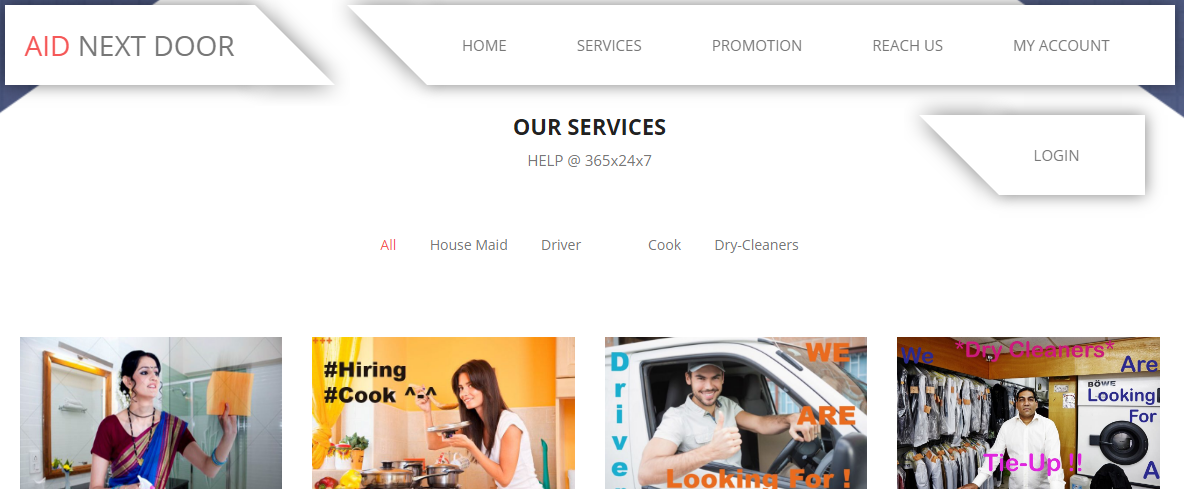 AID NEXT DOOR
HOME
SERVICES
PROMOTION
REACH US
MY ACCOUNT
OUR SERVICES
HELP @ 365x24x7
LOGIN
All
House Maid
Driver
Cook
Dry-Cleaners
+++
#Hiring
#Cook ^-^
Drive
WE
ARE
Looking For !
*Dry Cleaners*
We
Are
BÖWE
Looking
For
A
Tie-Up !!